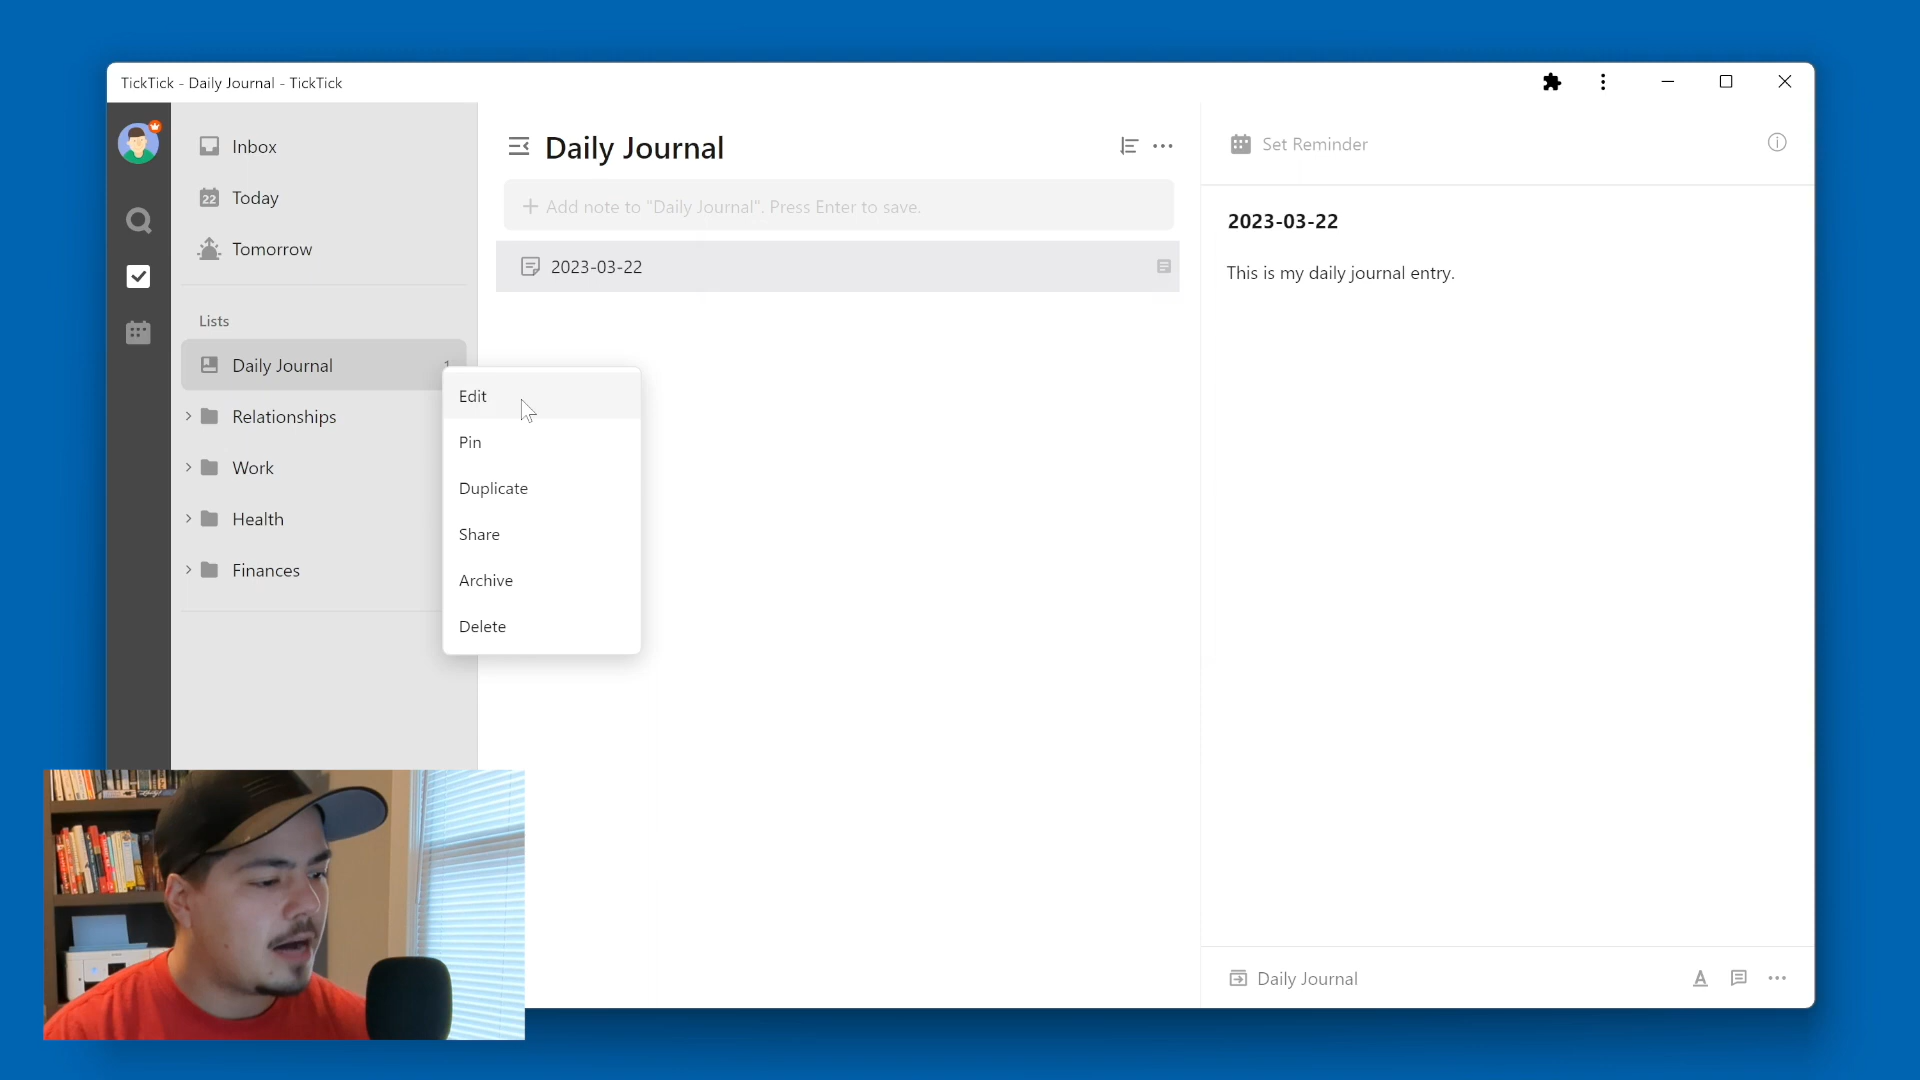 TickTick - Daily Journal - TickTick
Inbox
22
Today
Tomorrow
Lists
Daily Journal
1
Relationships
Work
Health
Finances
Edit
Pin
Duplicate
Share
Archive
Delete
Daily Journal
Add note to "Daily Journal". Press Enter to save.
2023-03-22
Set Reminder
2023-03-22
This is my daily journal entry.
Daily Journal